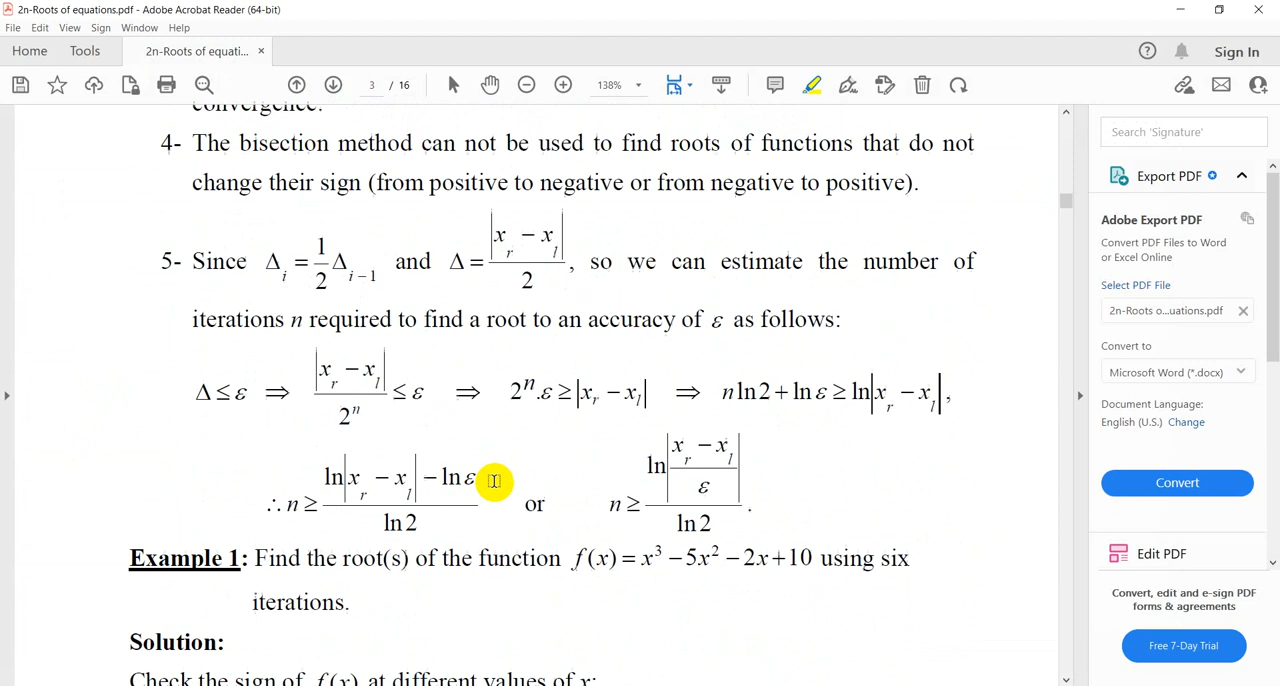 2n-Roots of equations.pdf - Adobe Acrobat Reader (64-bit)
File Edit View Sign Window Help
Home Tools 2n-Roots of equati... × Sign In
3 / 16 138%
convergence.
4- The bisection method can not be used to find roots of functions that do not
change their sign (from positive to negative or from negative to positive).
5- Since Δ_i = 1/2 Δ_{i-1} and Δ = |x_r − x_l| / 2, so we can estimate the number of
iterations n required to find a root to an accuracy of ε as follows:
Δ ≤ ε ⇒ |x_r − x_l| / 2^n ≤ ε ⇒ 2^n.ε ≥ |x_r − x_l| ⇒ n ln 2 + ln ε ≥ ln|x_r − x_l|,
∴ n ≥ (ln|x_r − x_l| − ln ε) / ln 2 or n ≥ ln|(x_r − x_l) / ε| / ln 2.
Example 1: Find the root(s) of the function f(x) = x³ − 5x² − 2x + 10 using six
iterations.
Solution:
Check the sign of f(x) at different values of x:
Search 'Signature'
Export PDF
Adobe Export PDF
Convert PDF Files to Word
or Excel Online
Select PDF File
2n-Roots o...uations.pdf ×
Convert to
Microsoft Word (*.docx)
Document Language:
English (U.S.) Change
Convert
Edit PDF
Convert, edit and e-sign PDF
forms & agreements
Free 7-Day Trial